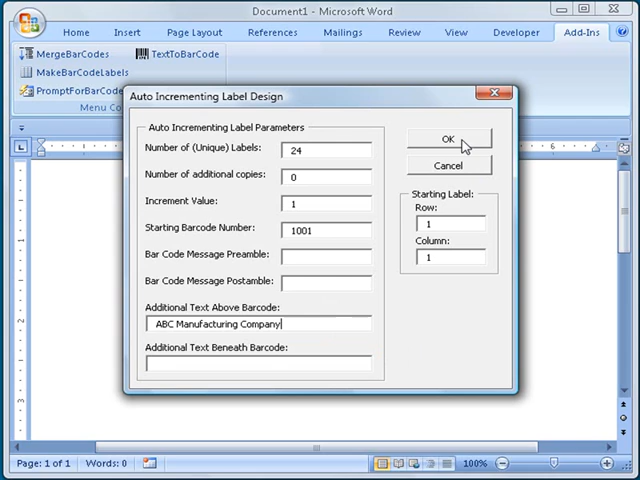 Document1 - Microsoft Word
Home Insert Page Layout References Mailings Review View Developer Add-Ins
MergeBarCodes TextToBarCode
MakeBarCodeLabels
PromptForBarCode
Menu Co
Auto Incrementing Label Design
Auto Incrementing Label Parameters
Number of (Unique) Labels: 24
Number of additional copies: 0
Increment Value: 1
Starting Barcode Number: 1001
Bar Code Message Preamble:
Bar Code Message Postamble:
Additional Text Above Barcode:
ABC Manufacturing Company
Additional Text Beneath Barcode:
OK
Cancel
Starting Label:
Row:
1
Column:
1
L
1
6
1
3
Page: 1 of 1 Words: 0 100%